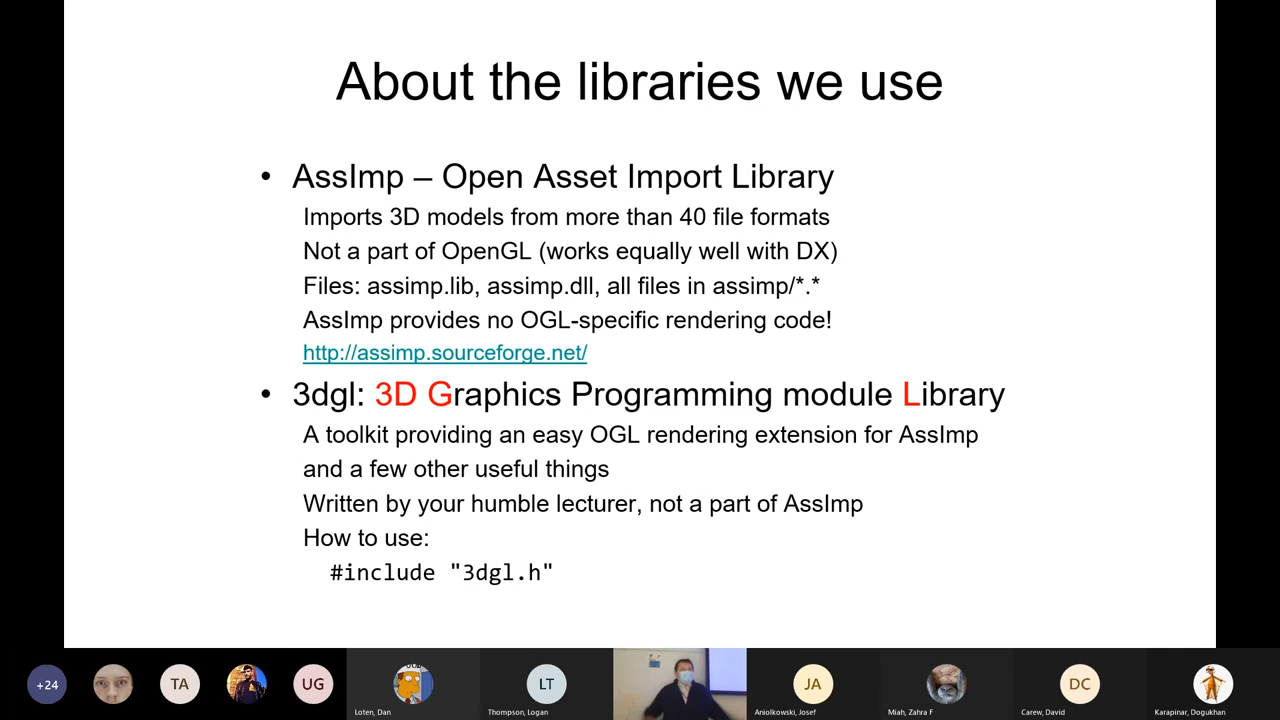 About the libraries we use
• AssImp – Open Asset Import Library
Imports 3D models from more than 40 file formats
Not a part of OpenGL (works equally well with DX)
Files: assimp.lib, assimp.dll, all files in assimp/*.*
AssImp provides no OGL-specific rendering code!
http://assimp.sourceforge.net/
• 3dgl: 3D Graphics Programming module Library
A toolkit providing an easy OGL rendering extension for AssImp
and a few other useful things
Written by your humble lecturer, not a part of AssImp
How to use:
#include "3dgl.h"
+24
TA
UG
LT
JA
DC
Loten, Dan
Thompson, Logan
Aniolkowski, Josef
Miah, Zahra F
Carew, David
Karapinar, Dogukhan